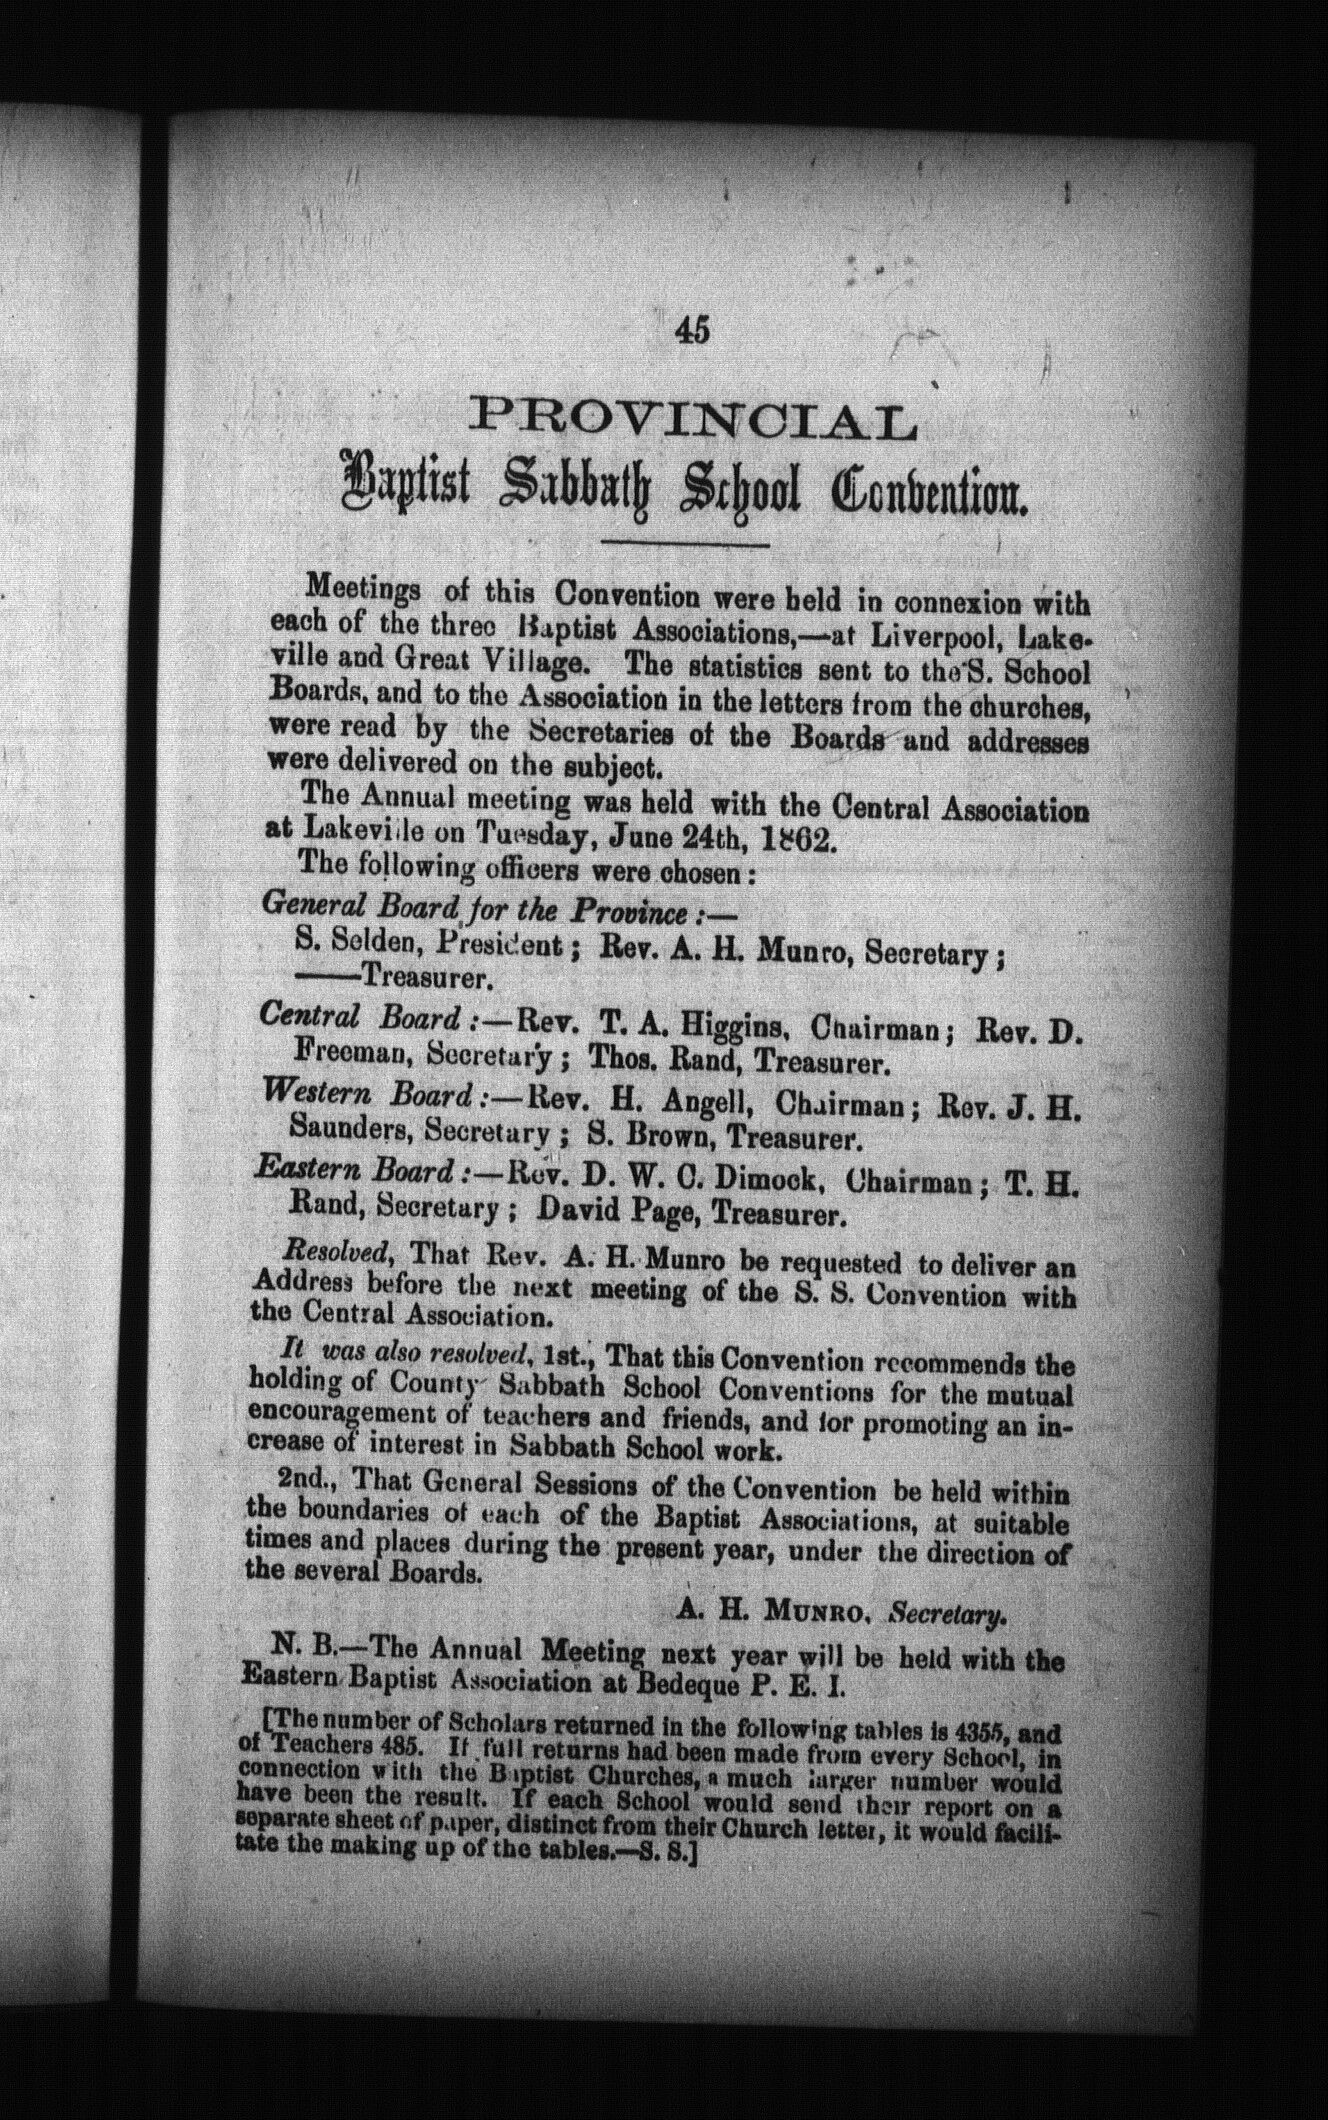 45
PROVINCIAL
Baptist Sabbath School Convention.
Meetings of this Convention were held in connexion with
each of the three Baptist Associations,—at Liverpool, Lake-
ville and Great Village. The statistics sent to the S. School
Boards, and to the Association in the letters from the churches,
were read by the Secretaries of the Boards and addresses
were delivered on the subject.
The Annual meeting was held with the Central Association
at Lakeville on Tuesday, June 24th, 1862.
The following officers were chosen:
General Board for the Province:—
S. Selden, President; Rev. A. H. Munro, Secretary;
——Treasurer.
Central Board:—Rev. T. A. Higgins, Chairman; Rev. D.
Freeman, Secretary; Thos. Rand, Treasurer.
Western Board:—Rev. H. Angell, Chairman; Rev. J. H.
Saunders, Secretary; S. Brown, Treasurer.
Eastern Board:—Rev. D. W. C. Dimock, Chairman; T. H.
Rand, Secretary; David Page, Treasurer.
Resolved, That Rev. A. H. Munro be requested to deliver an
Address before the next meeting of the S. S. Convention with
the Central Association.
It was also resolved, 1st., That this Convention recommends the
holding of County Sabbath School Conventions for the mutual
encouragement of teachers and friends, and for promoting an in-
crease of interest in Sabbath School work.
2nd., That General Sessions of the Convention be held within
the boundaries of each of the Baptist Associations, at suitable
times and places during the present year, under the direction of
the several Boards.
A. H. MUNRO, Secretary.
N. B.—The Annual Meeting next year will be held with the
Eastern Baptist Association at Bedeque P. E. I.
[The number of Scholars returned in the following tables is 4355, and
of Teachers 485. If full returns had been made from every School, in
connection with the Baptist Churches, a much larger number would
have been the result. If each School would send their report on a
separate sheet of paper, distinct from their Church letter, it would facili-
tate the making up of the tables.—S. S.]